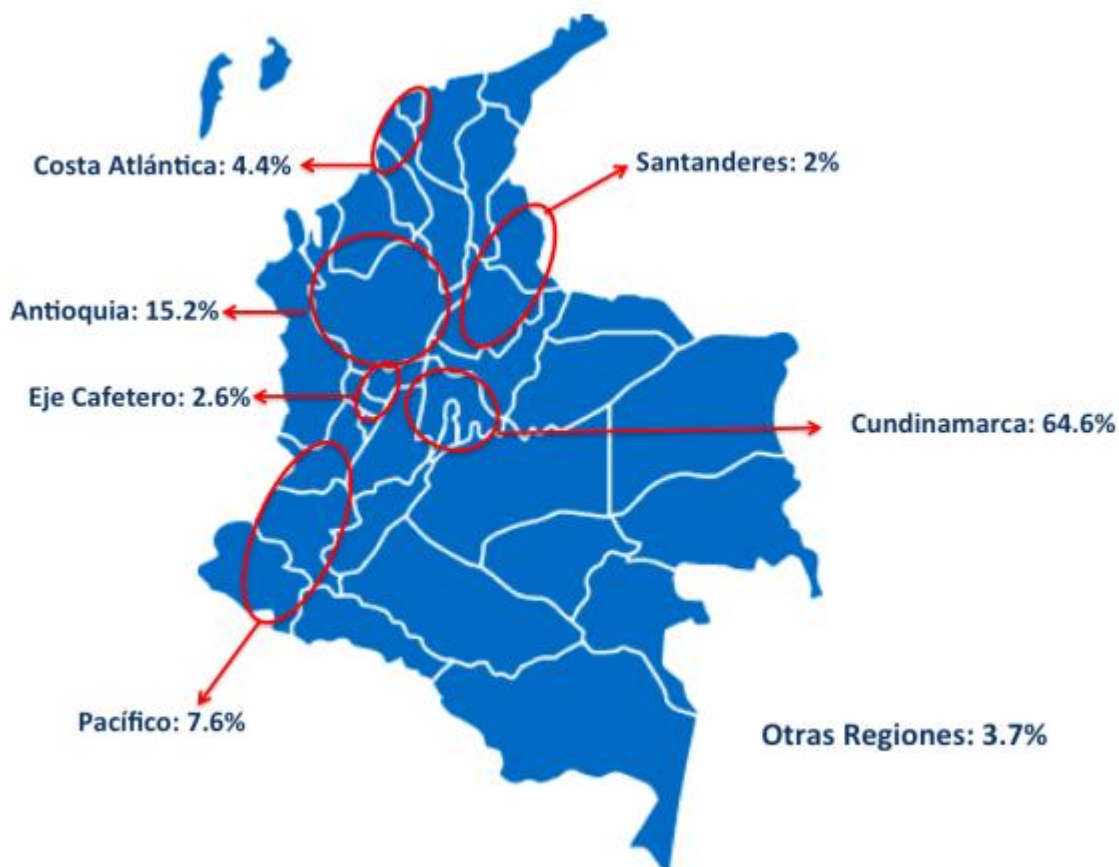 Costa Atlántica: 4.4%
Santanderes: 2%
Antioquia: 15.2%
Eje Cafetero: 2.6%
Cundinamarca: 64.6%
Pacífico: 7.6%
Otras Regiones: 3.7%